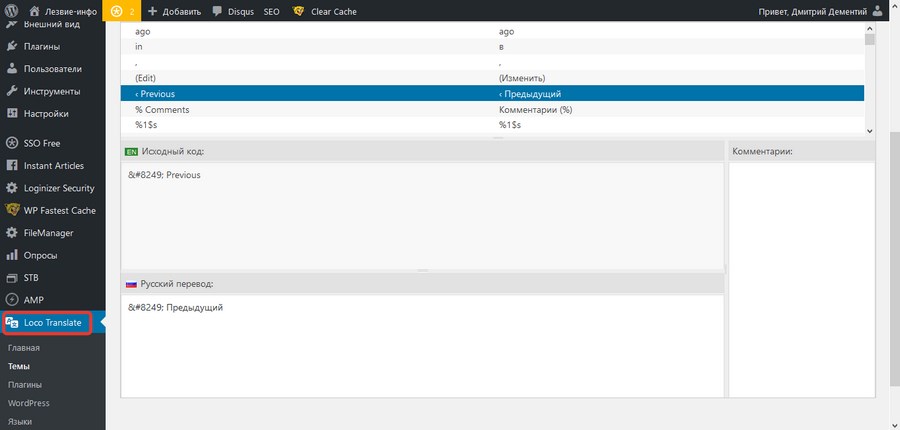 Лезвие-инфо 2 Добавить Disqus SEO Clear Cache Привет, Дмитрий Дементий
Внешний вид
Плагины
Пользователи
Инструменты
Настройки
SSO Free
Instant Articles
Loginizer Security
WP Fastest Cache
FileManager
Опросы
STB
AMP
Loco Translate
Главная
Темы
Плагины
WordPress
Языки
ago ago
in в
, ,
(Edit) (Изменить)
‹ Previous ‹ Предыдущий
% Comments Комментарии (%)
%1$s %1$s
EN Исходный код:
&#8249; Previous
Русский перевод:
&#8249; Предыдущий
Комментарии: